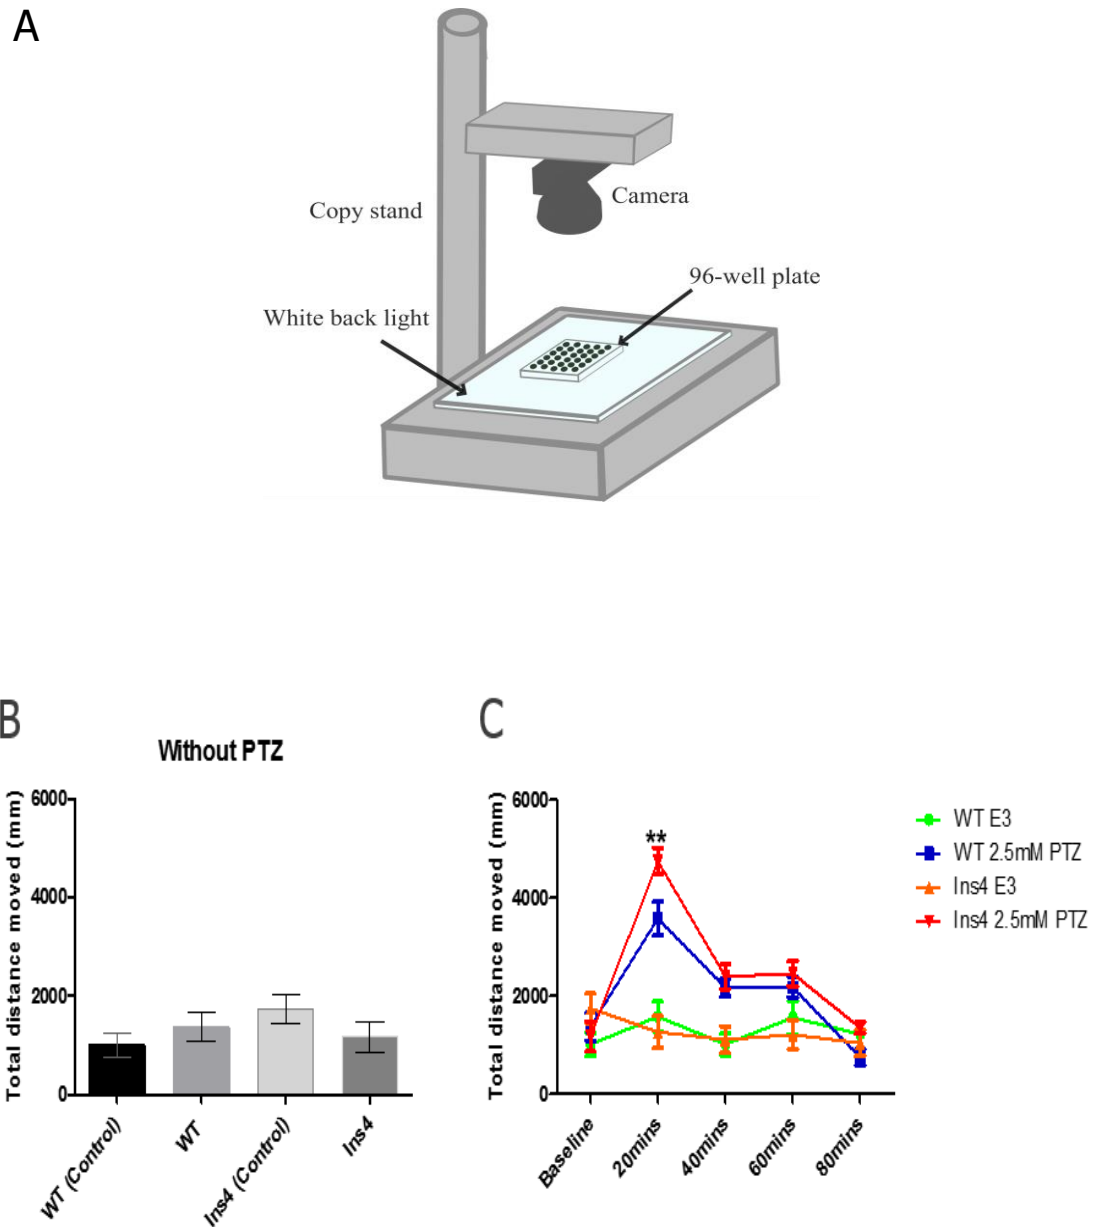 A
Copy stand
Camera
96-well plate
White back light
B
Without PTZ
Total distance moved (mm)
6000
4000
2000
0
WT (Control)
WT
Ins4 (Control)
Ins4
C
Total distance moved (mm)
6000
4000
2000
0
**
Baseline
20mins
40mins
60mins
80mins
WT E3
WT 2.5mM PTZ
Ins4 E3
Ins4 2.5mM PTZ